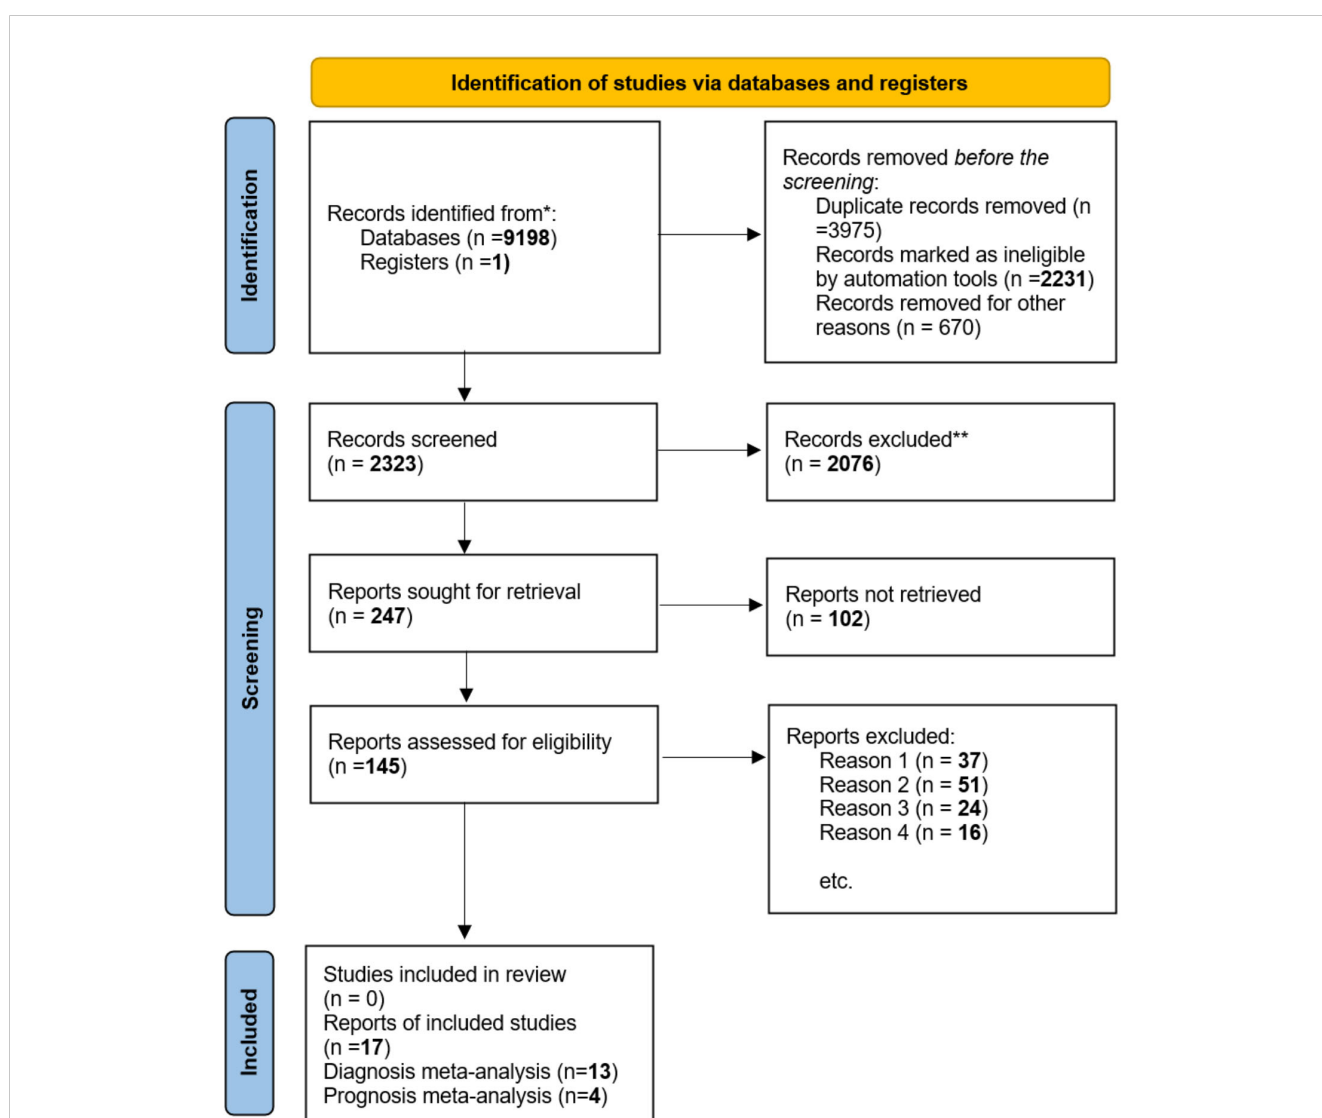 Identification of studies via databases and registers
Identification
Records identified from*:
Databases (n =9198)
Registers (n =1)
Records removed before the
screening:
Duplicate records removed (n
=3975)
Records marked as ineligible
by automation tools (n =2231)
Records removed for other
reasons (n = 670)
Screening
Records screened
(n = 2323)
Records excluded**
(n = 2076)
Reports sought for retrieval
(n = 247)
Reports not retrieved
(n = 102)
Reports assessed for eligibility
(n =145)
Reports excluded:
Reason 1 (n = 37)
Reason 2 (n = 51)
Reason 3 (n = 24)
Reason 4 (n = 16)
etc.
Included
Studies included in review
(n = 0)
Reports of included studies
(n =17)
Diagnosis meta-analysis (n=13)
Prognosis meta-analysis (n=4)